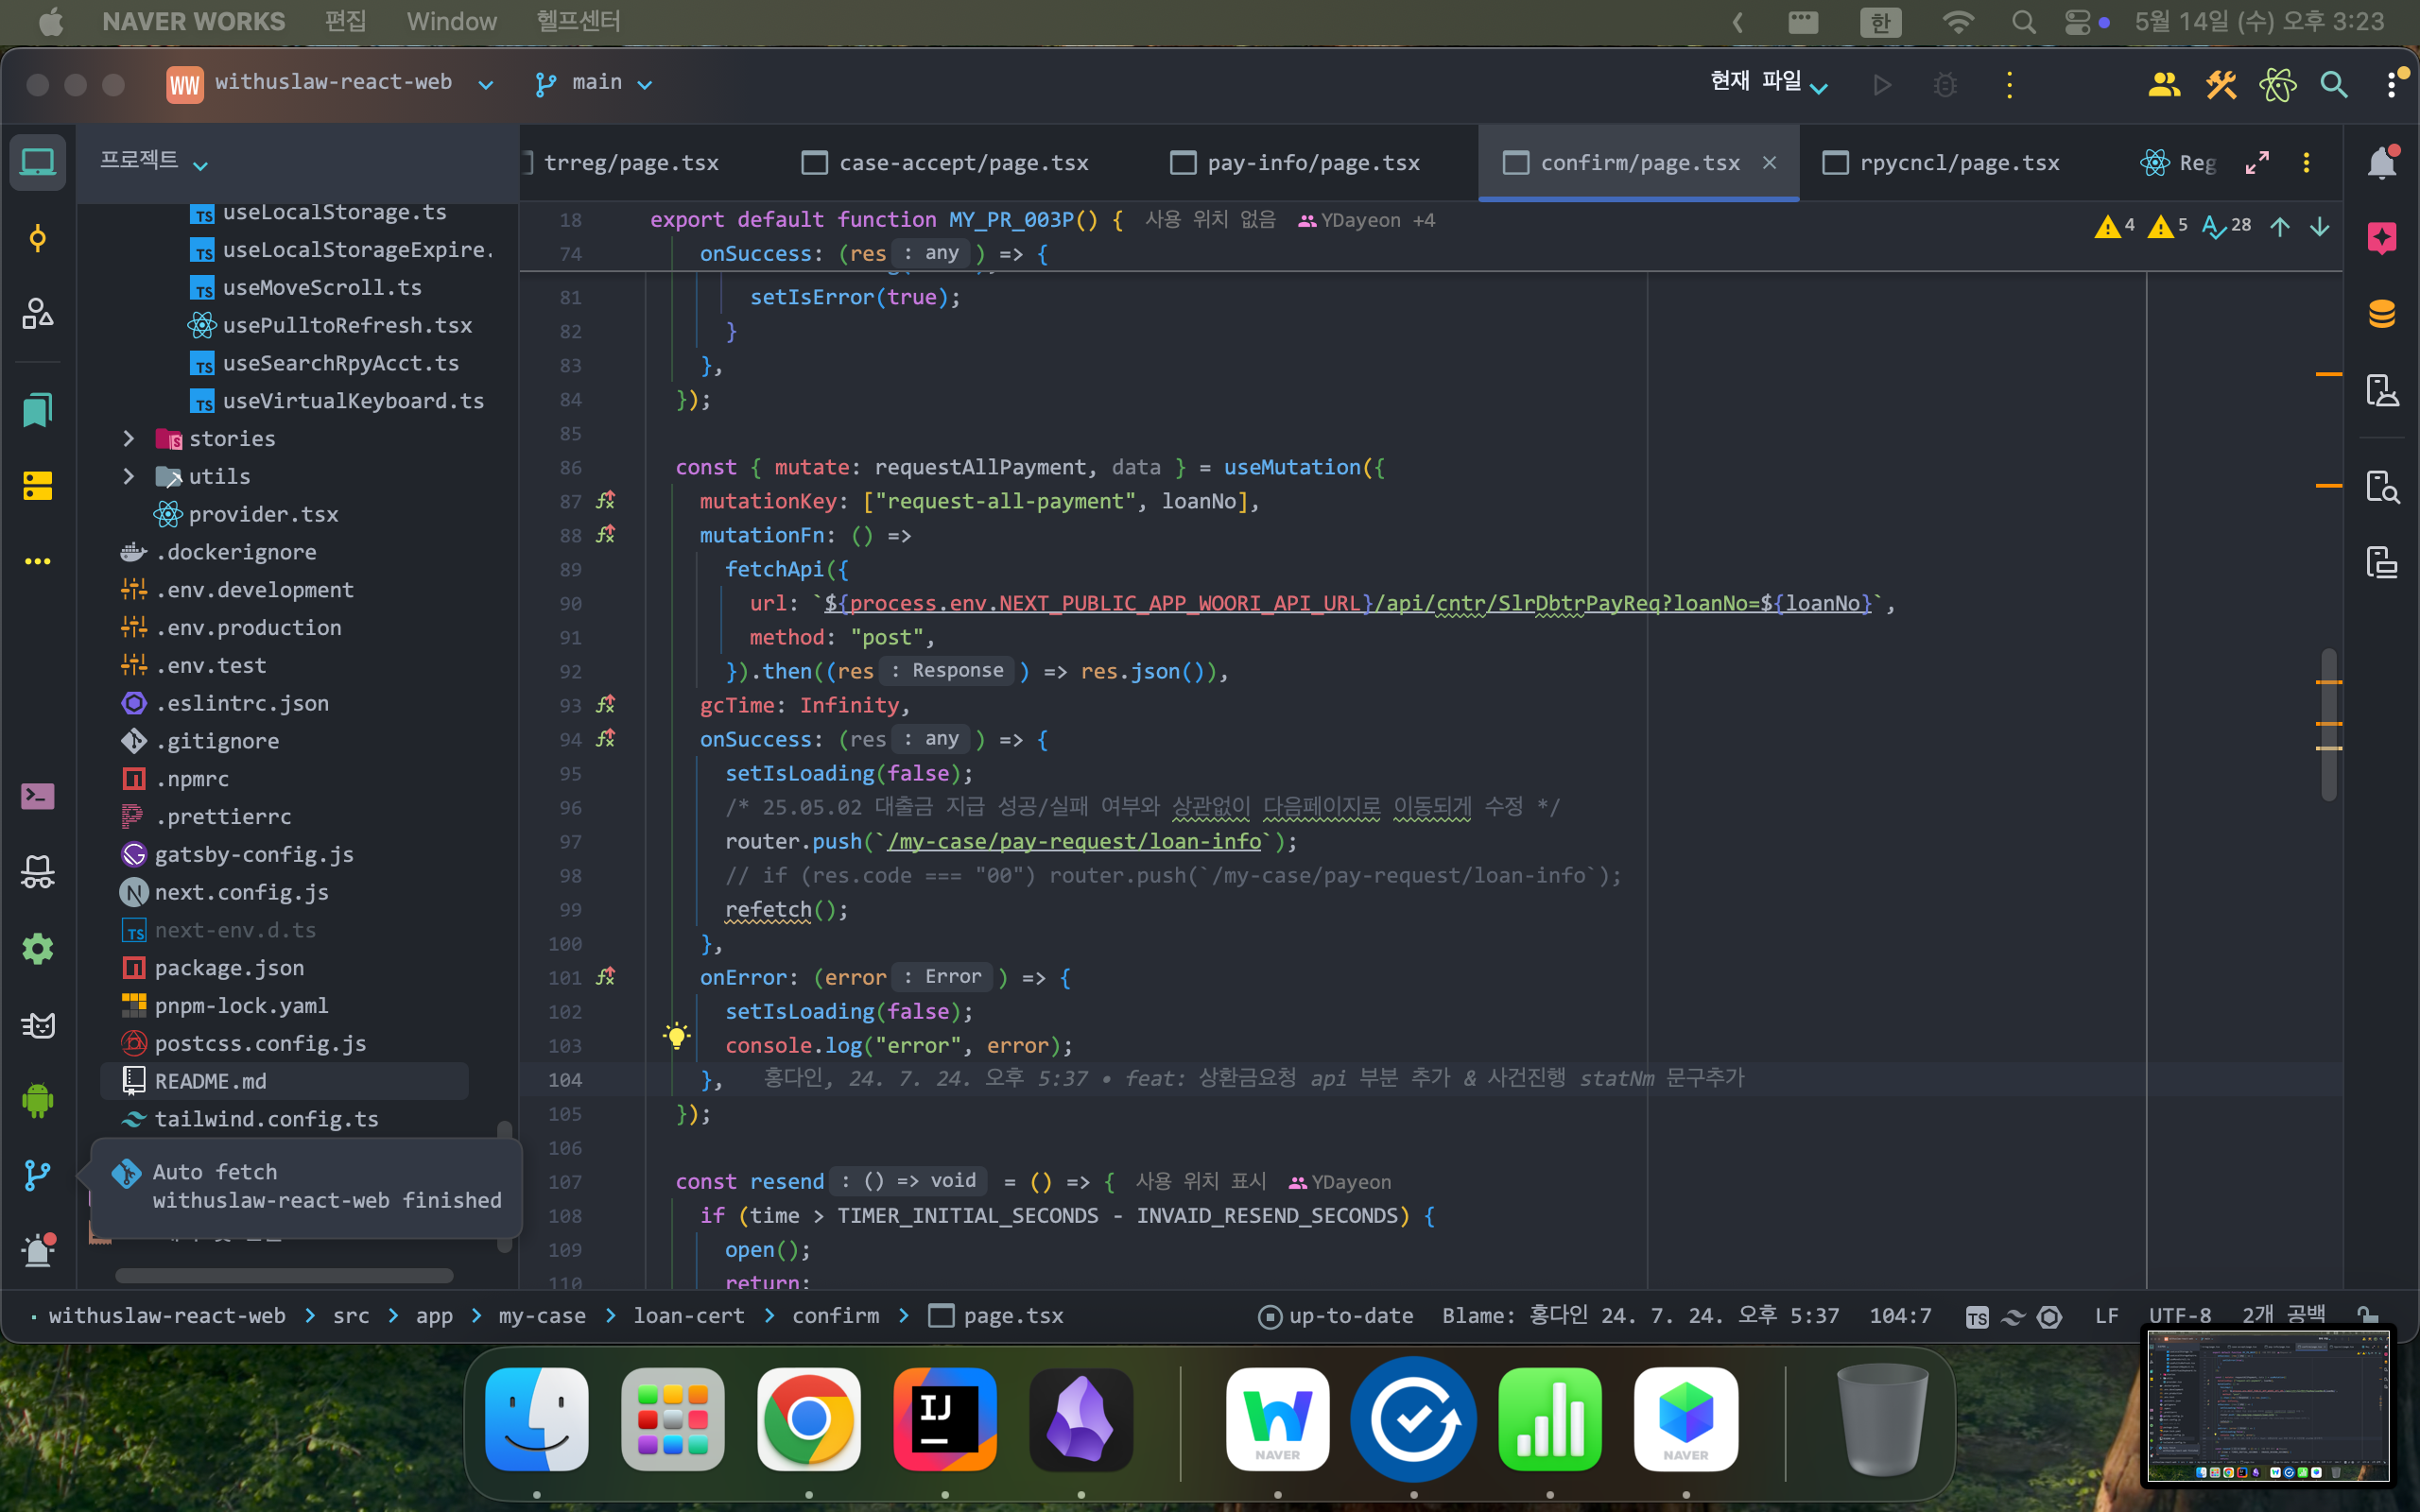 NAVER WORKS 편집 Window 헬프센터 한 5월 14일 (수) 오후 3:23
WW withuslaw-react-web main 현재 파일
프로젝트
trreg/page.tsx case-accept/page.tsx pay-info/page.tsx confirm/page.tsx × rpycncl/page.tsx Reg
useLocalStorage.ts
useLocalStorageExpire.
useMoveScroll.ts
usePulltoRefresh.tsx
useSearchRpyAcct.ts
useVirtualKeyboard.ts
stories
utils
provider.tsx
.dockerignore
.env.development
.env.production
.env.test
.eslintrc.json
.gitignore
.npmrc
.prettierrc
gatsby-config.js
next.config.js
next-env.d.ts
package.json
pnpm-lock.yaml
postcss.config.js
README.md
tailwind.config.ts
Auto fetch
withuslaw-react-web finished
18 export default function MY_PR_003P() { 사용 위치 없음 YDayeon +4
4 5 28
74 onSuccess: (res : any ) => {
81 setIsError(true);
82 }
83 },
84 });
85
86 const { mutate: requestAllPayment, data } = useMutation({
87 mutationKey: ["request-all-payment", loanNo],
88 mutationFn: () =>
89 fetchApi({
90 url: `${process.env.NEXT_PUBLIC_APP_WOORI_API_URL}/api/cntr/SlrDbtrPayReq?loanNo=${loanNo}`,
91 method: "post",
92 }).then((res : Response ) => res.json()),
93 gcTime: Infinity,
94 onSuccess: (res : any ) => {
95 setIsLoading(false);
96 /* 25.05.02 대출금 지급 성공/실패 여부와 상관없이 다음페이지로 이동되게 수정 */
97 router.push(`/my-case/pay-request/loan-info`);
98 // if (res.code === "00") router.push(`/my-case/pay-request/loan-info`);
99 refetch();
100 },
101 onError: (error : Error ) => {
102 setIsLoading(false);
103 console.log("error", error);
104 }, 홍다인, 24. 7. 24. 오후 5:37 • feat: 상환금요청 api 부분 추가 & 사건진행 statNm 문구추가
105 });
106
107 const resend : () => void = () => { 사용 위치 표시 YDayeon
108 if (time > TIMER_INITIAL_SECONDS - INVAID_RESEND_SECONDS) {
109 open();
110 return;
withuslaw-react-web > src > app > my-case > loan-cert > confirm > page.tsx up-to-date Blame: 홍다인 24. 7. 24. 오후 5:37 104:7 TS LF UTF-8 2개 공백
IJ
NAVER
NAVER